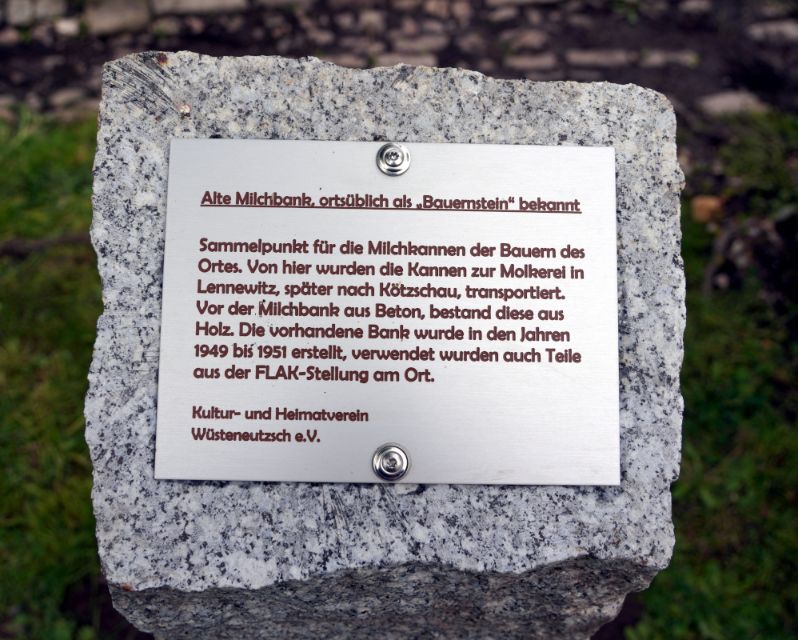 Alte Milchbank, ortsüblich als „Bauernstein“ bekannt
Sammelpunkt für die Milchkannen der Bauern des
Ortes. Von hier wurden die Kannen zur Molkerei in
Lennewitz, später nach Kötzschau, transportiert.
Vor der Milchbank aus Beton, bestand diese aus
Holz. Die vorhandene Bank wurde in den Jahren
1949 bis 1951 erstellt, verwendet wurden auch Teile
aus der FLAK-Stellung am Ort.
Kultur- und Heimatverein
Wüsteneutzsch e.V.